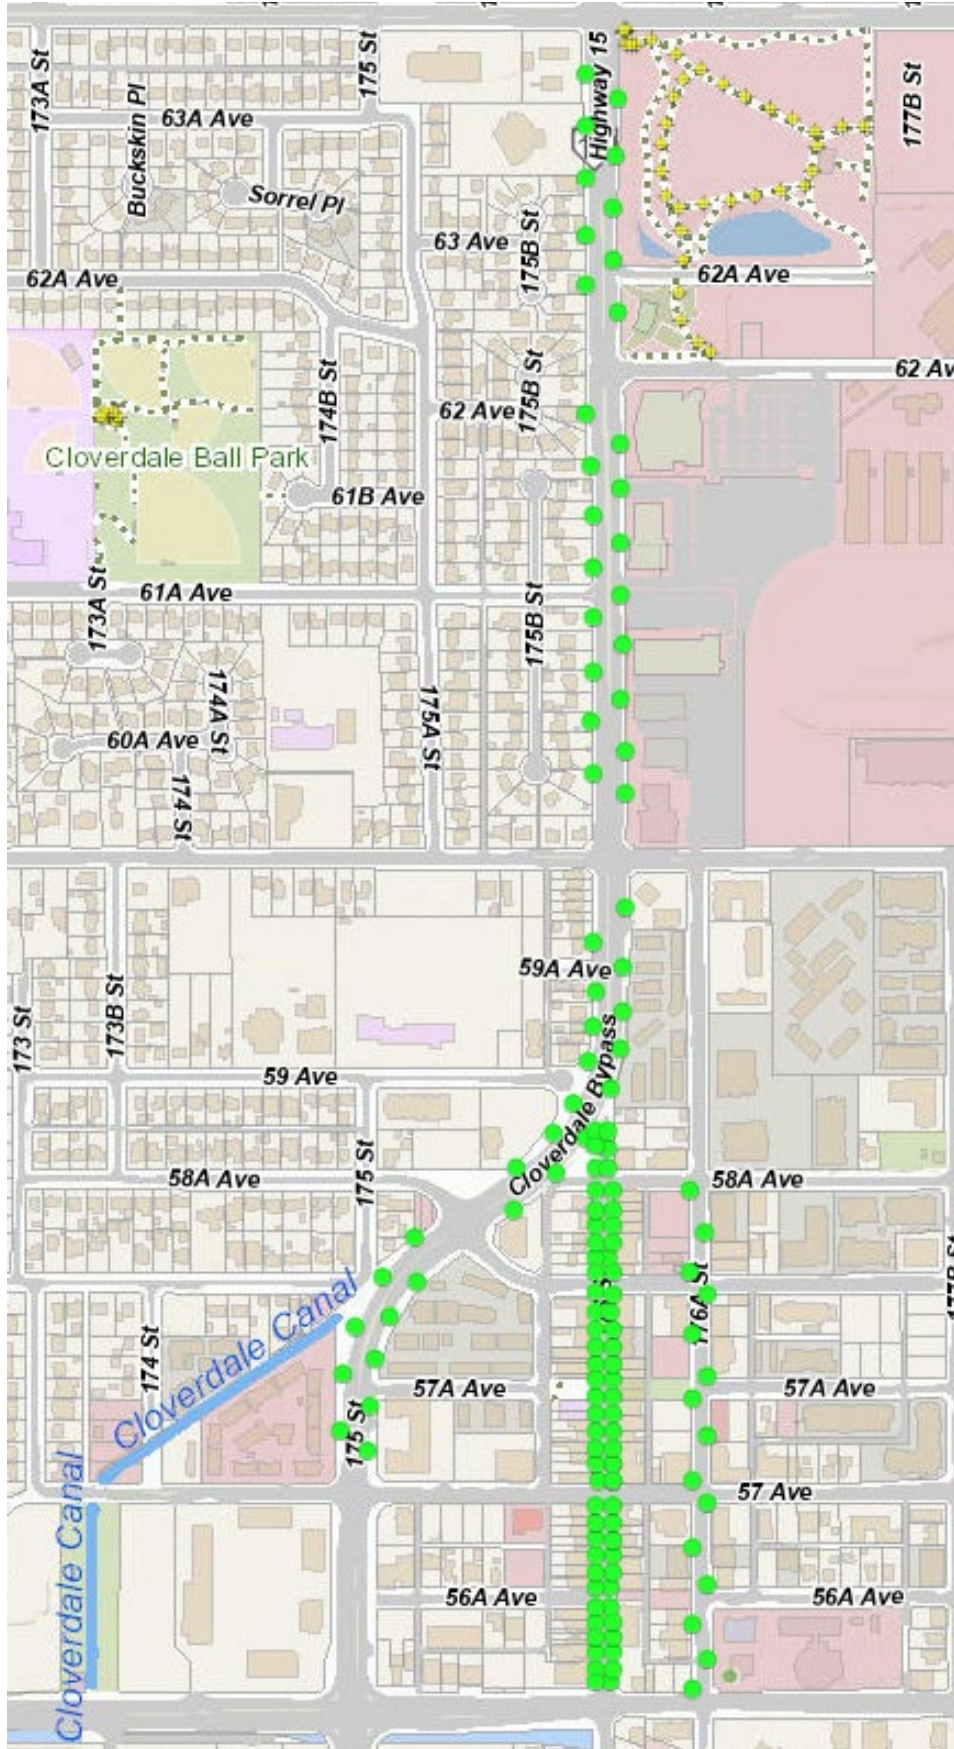 Highway 15
173A St
175 St
177B St
Buckskin Pl
63A Ave
Sorrel Pl
63 Ave
175B St
62A Ave
62A Ave
174B St
175B St
62 Ave
62 Av
Cloverdale Ball Park
61B Ave
173A St
61A Ave
175B St
174A St
175A St
60A Ave
174 St
59A Ave
173 St
173B St
Cloverdale Bypass
59 Ave
175 St
58A Ave
58A Ave
177B St
176A St
Cloverdale Canal
174 St
57A Ave
57A Ave
175 St
57 Ave
Cloverdale Canal
56A Ave
56A Ave